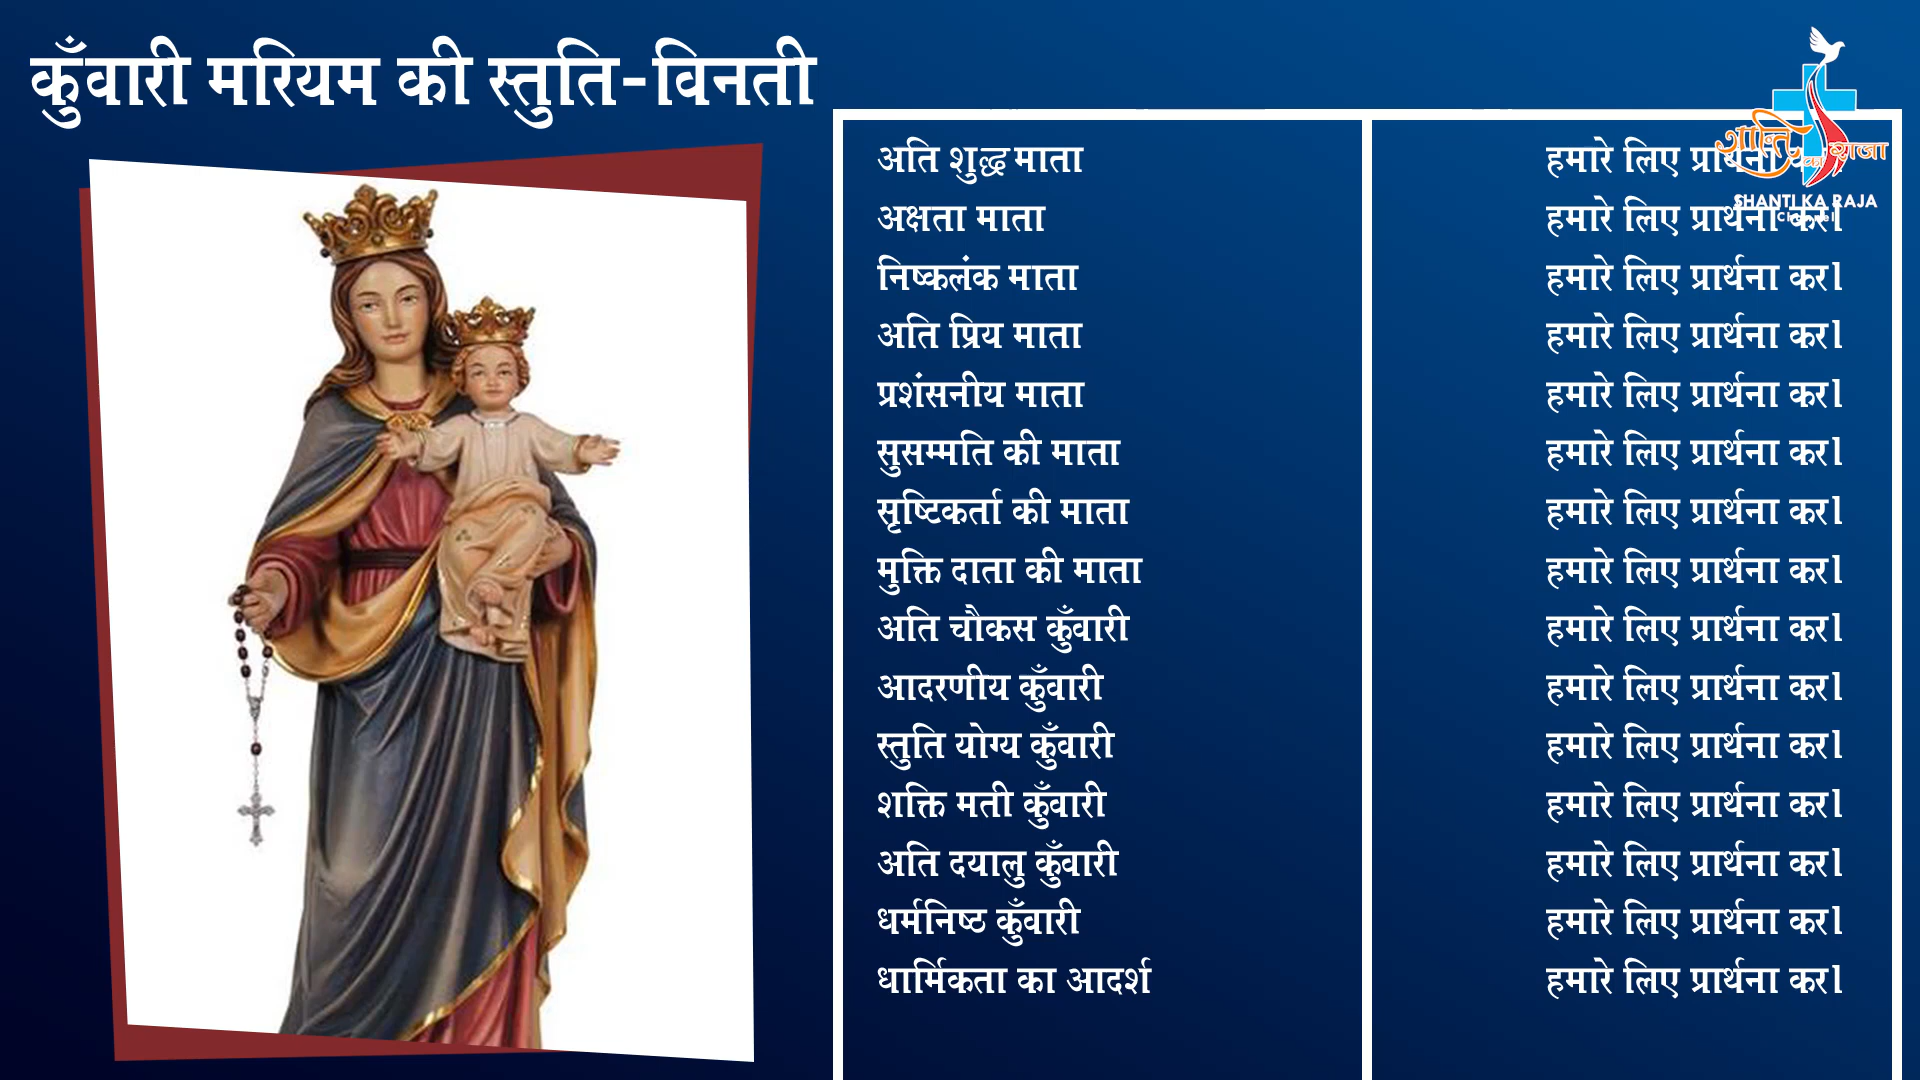 कुँवारी मरियम की स्तुति-विनती
अति शुद्ध माता हमारे लिए प्रार्थना
अक्षता माता हमारे लिए प्रार्थना कर।
निष्कलंक माता हमारे लिए प्रार्थना कर।
अति प्रिय माता हमारे लिए प्रार्थना कर।
प्रशंसनीय माता हमारे लिए प्रार्थना कर।
सुसम्मति की माता हमारे लिए प्रार्थना कर।
सृष्टिकर्ता की माता हमारे लिए प्रार्थना कर।
मुक्ति दाता की माता हमारे लिए प्रार्थना कर।
अति चौकस कुँवारी हमारे लिए प्रार्थना कर।
आदरणीय कुँवारी हमारे लिए प्रार्थना कर।
स्तुति योग्य कुँवारी हमारे लिए प्रार्थना कर।
शक्ति मती कुँवारी हमारे लिए प्रार्थना कर।
अति दयालु कुँवारी हमारे लिए प्रार्थना कर।
धर्मनिष्ठ कुँवारी हमारे लिए प्रार्थना कर।
धार्मिकता का आदर्श हमारे लिए प्रार्थना कर।
शान्ति का राजा
SHANTI KA RAJA
Channel